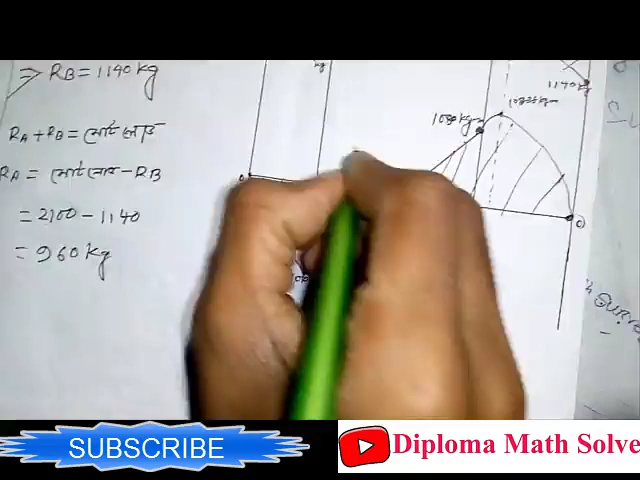 ⇒ RB = 1140 kg
RA + RB = মোট লোড
RA = মোট লোড - RB
= 2100 - 1140
= 960 kg
kg
1140 kg
1080 kg-m
SUBSCRIBE
Diploma Math Solve